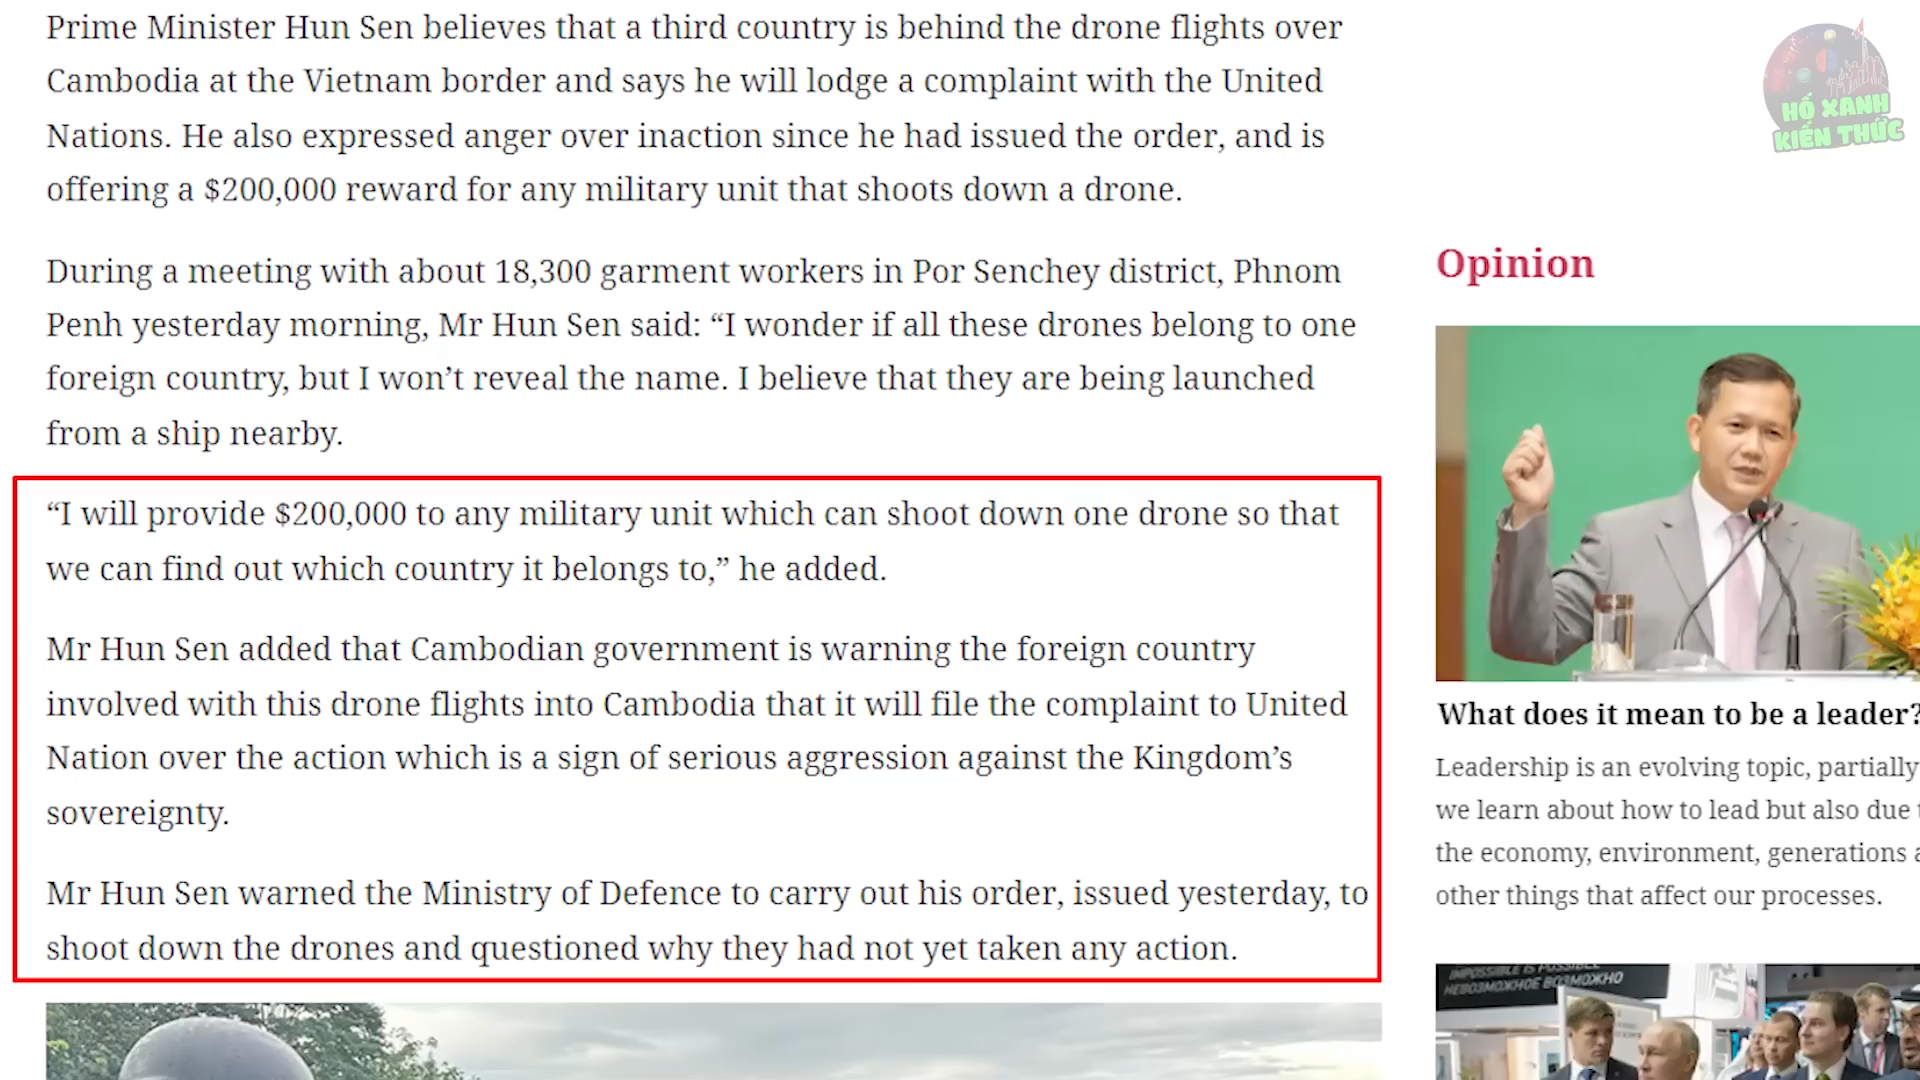 Prime Minister Hun Sen believes that a third country is behind the drone flights over
Cambodia at the Vietnam border and says he will lodge a complaint with the United
Nations. He also expressed anger over inaction since he had issued the order, and is
offering a $200,000 reward for any military unit that shoots down a drone.
During a meeting with about 18,300 garment workers in Por Senchey district, Phnom
Penh yesterday morning, Mr Hun Sen said: “I wonder if all these drones belong to one
foreign country, but I won’t reveal the name. I believe that they are being launched
from a ship nearby.
“I will provide $200,000 to any military unit which can shoot down one drone so that
we can find out which country it belongs to,” he added.
Mr Hun Sen added that Cambodian government is warning the foreign country
involved with this drone flights into Cambodia that it will file the complaint to United
Nation over the action which is a sign of serious aggression against the Kingdom’s
sovereignty.
Mr Hun Sen warned the Ministry of Defence to carry out his order, issued yesterday, to
shoot down the drones and questioned why they had not yet taken any action.
HỐ XANH
KIẾN THỨC
Opinion
What does it mean to be a leader?
Leadership is an evolving topic, partially
we learn about how to lead but also due
the economy, environment, generations
other things that affect our processes.
IMPOSSIBLE IS POSSIBLE
НЕВОЗМОЖНОЕ ВОЗМОЖНО